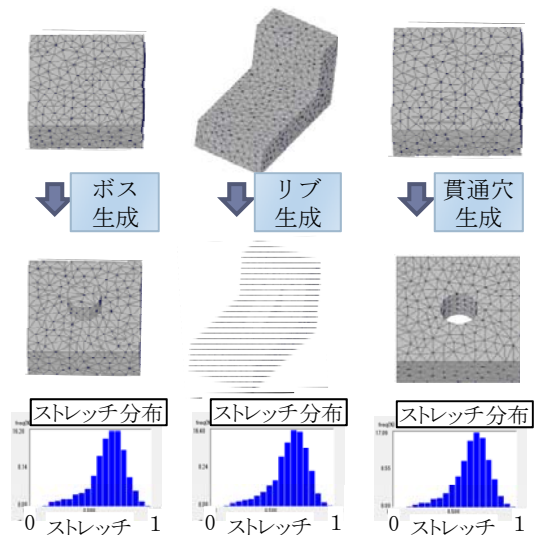 ボス
生成
リブ
生成
貫通穴
生成
ストレッチ分布
ストレッチ分布
ストレッチ分布
0 ストレッチ 1
0 ストレッチ 1
0 ストレッチ 1